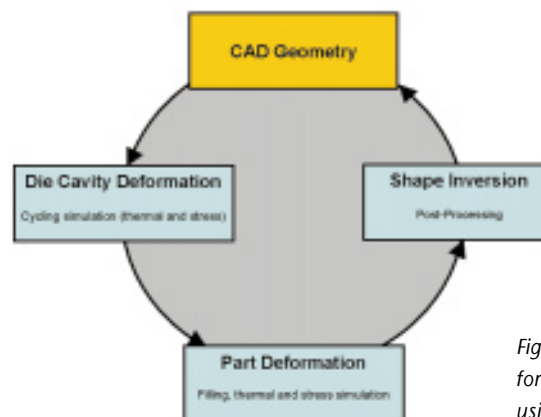 CAD Geometry
Die Cavity Deformation
Cycling simulation (thermal and stress)
Shape Inversion
Post-Processing
Part Deformation
Filling, thermal and stress simulation
Fig
for
usi